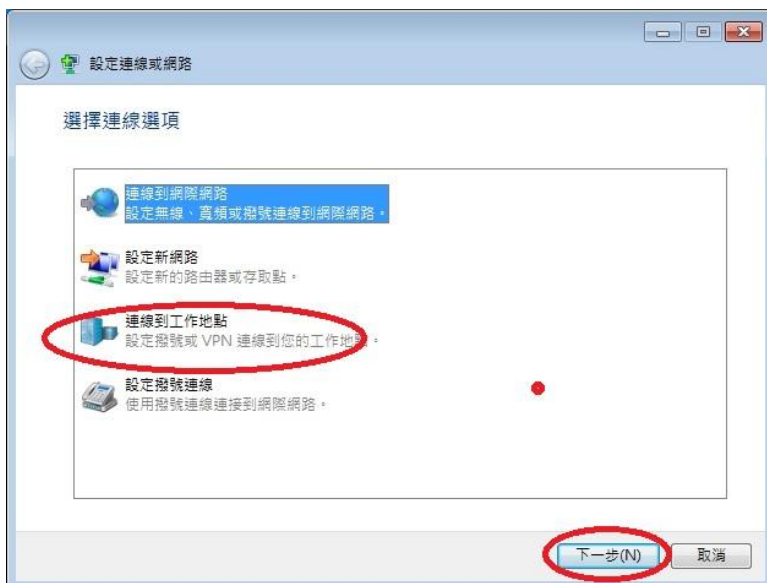 設定連線或網路
選擇連線選項
連線到網際網路
設定無線、寬頻或撥號連線到網際網路。
設定新網路
設定新的路由器或存取點。
連線到工作地點
設定撥號或 VPN 連線到您的工作地點。
設定撥號連線
使用撥號連線連接到網際網路。
下一步(N)
取消